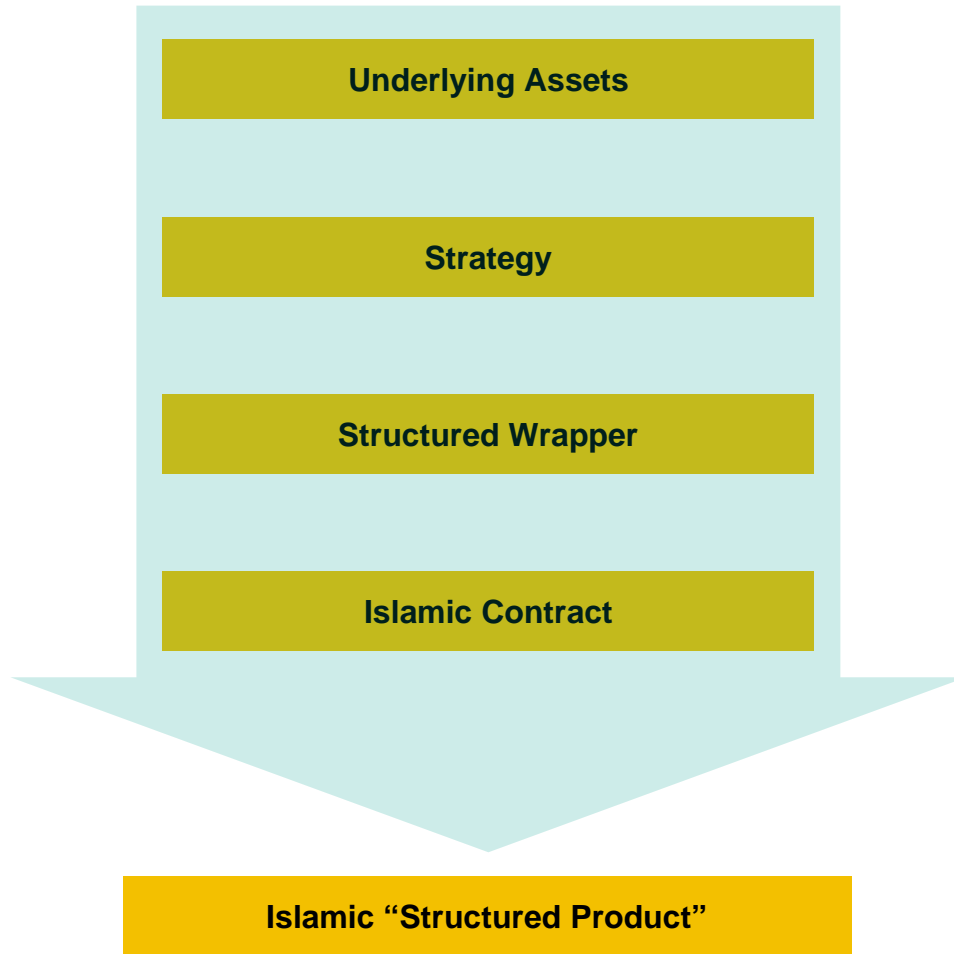 Underlying Assets
Strategy
Structured Wrapper
Islamic Contract
Islamic “Structured Product”